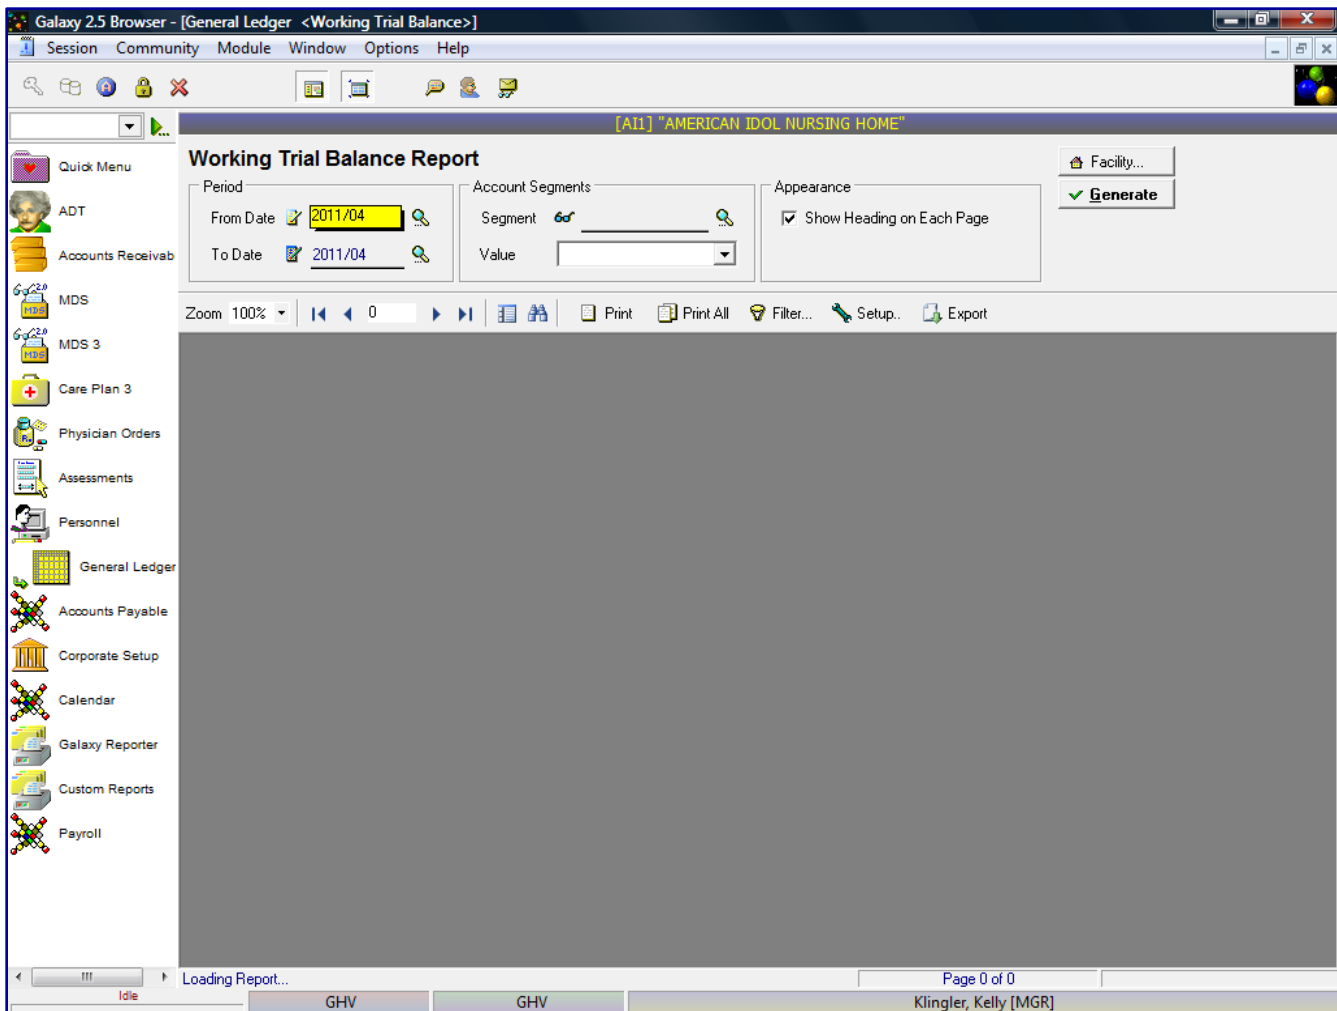 Galaxy 2.5 Browser - [General Ledger <Working Trial Balance>]
Session Community Module Window Options Help
[AI1] "AMERICAN IDOL NURSING HOME"
Working Trial Balance Report
Facility...
Generate
Period
Account Segments
Appearance
From Date 2011/04
Segment
Show Heading on Each Page
To Date 2011/04
Value
Zoom 100% 0 Print Print All Filter... Setup.. Export
Quick Menu
ADT
Accounts Receivab
MDS
MDS 3
Care Plan 3
Physician Orders
Assessments
Personnel
General Ledger
Accounts Payable
Corporate Setup
Calendar
Galaxy Reporter
Custom Reports
Payroll
Loading Report...
Page 0 of 0
Idle
GHV
GHV
Klingler, Kelly [MGR]